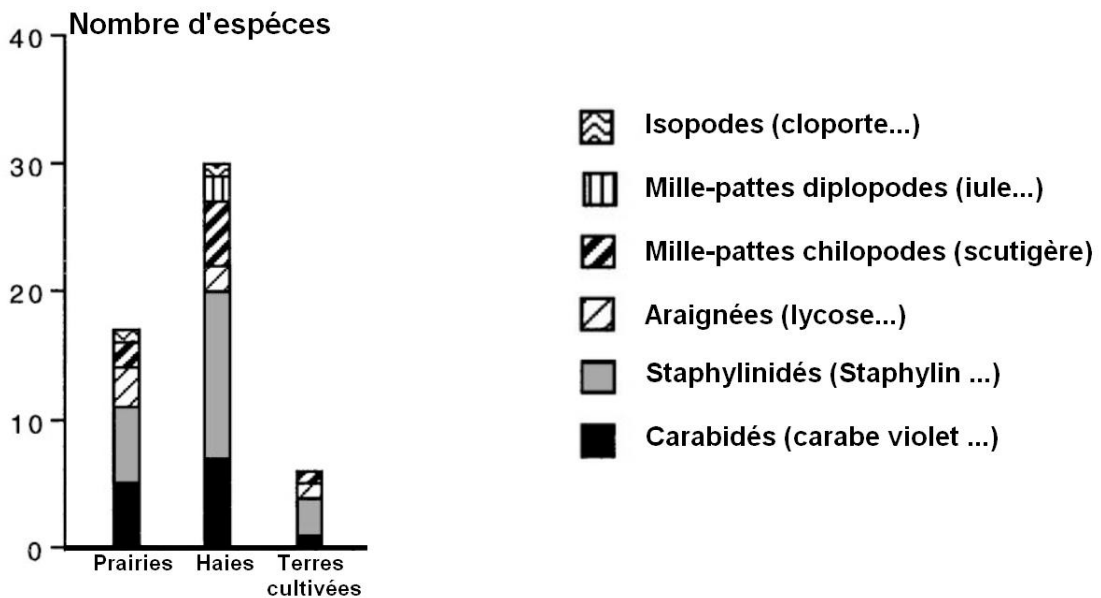 Nombre d'espéces
40
30
20
10
0
Prairies
Haies
Terres
cultivées
Isopodes (cloporte...)
Mille-pattes diplopodes (iule...)
Mille-pattes chilopodes (scutigère)
Araignées (lycose...)
Staphylinidés (Staphylin ...)
Carabidés (carabe violet ...)